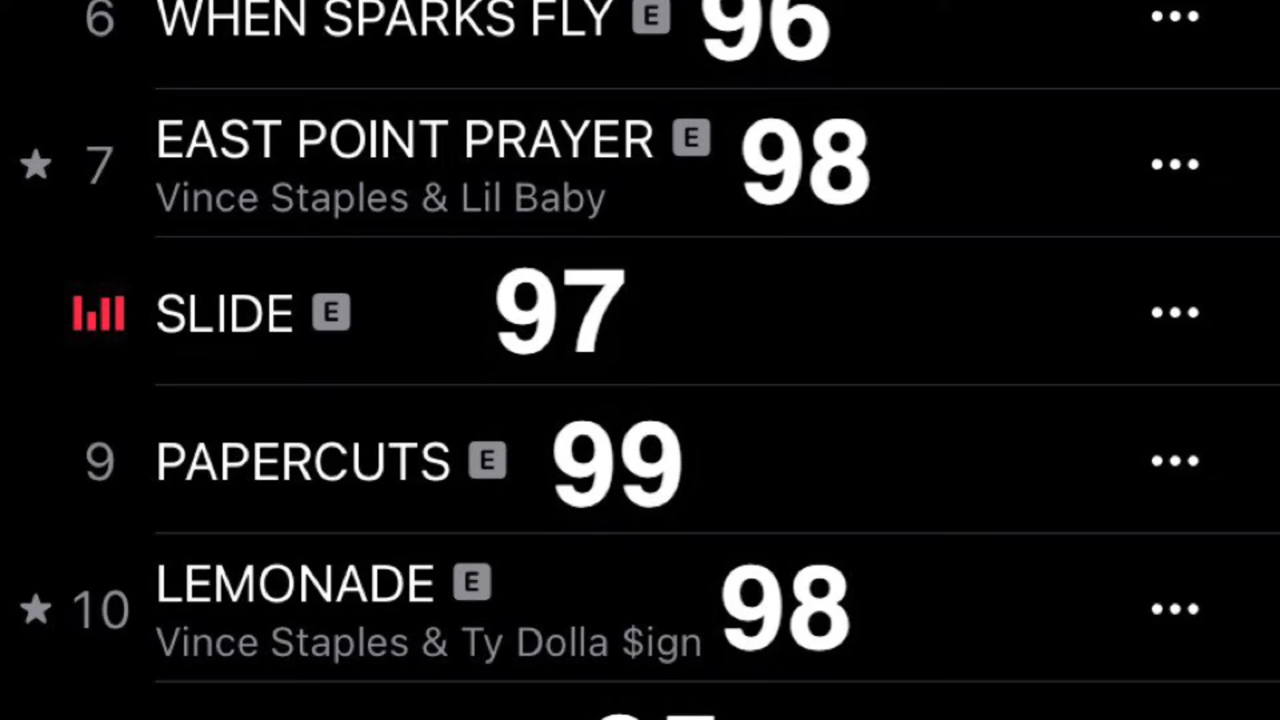 6 WHEN SPARKS FLY E 96
7 EAST POINT PRAYER E 98
Vince Staples & Lil Baby
SLIDE E 97
9 PAPERCUTS E 99
10 LEMONADE E 98
Vince Staples & Ty Dolla $ign